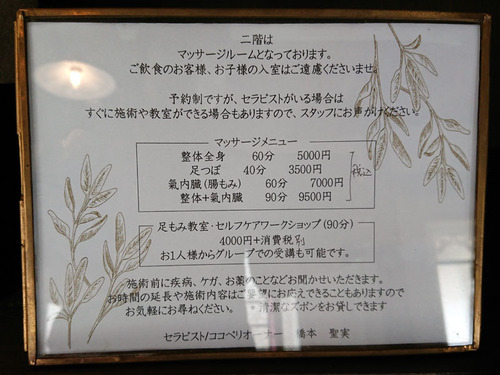 二階は
マッサージルームとなっております。
ご飲食のお客様、お子様の入室はご遠慮くださいませ。
予約制ですが、セラピストがいる場合は
すぐに施術や教室ができる場合もありますので、スタッフにお声がけください。
マッサージメニュー
整体全身 60分 5000円
足つぼ 40分 3500円
氣内臓(腸もみ) 60分 7000円
整体+氣内臓 90分 9500円
税込
足もみ教室・セルフケアワークショップ(90分)
4000円+消費税別
お1人様からグループでの受講も可能です。
施術前に疾病、ケガ、お薬のことなどお聞かせいただきます。
お時間の延長や施術内容はご要望にお応えできることもありますので
お気軽にお尋ねください。 *清潔なズボンをお貸しできます
セラピスト/ココペリオーナー 橋本 聖実